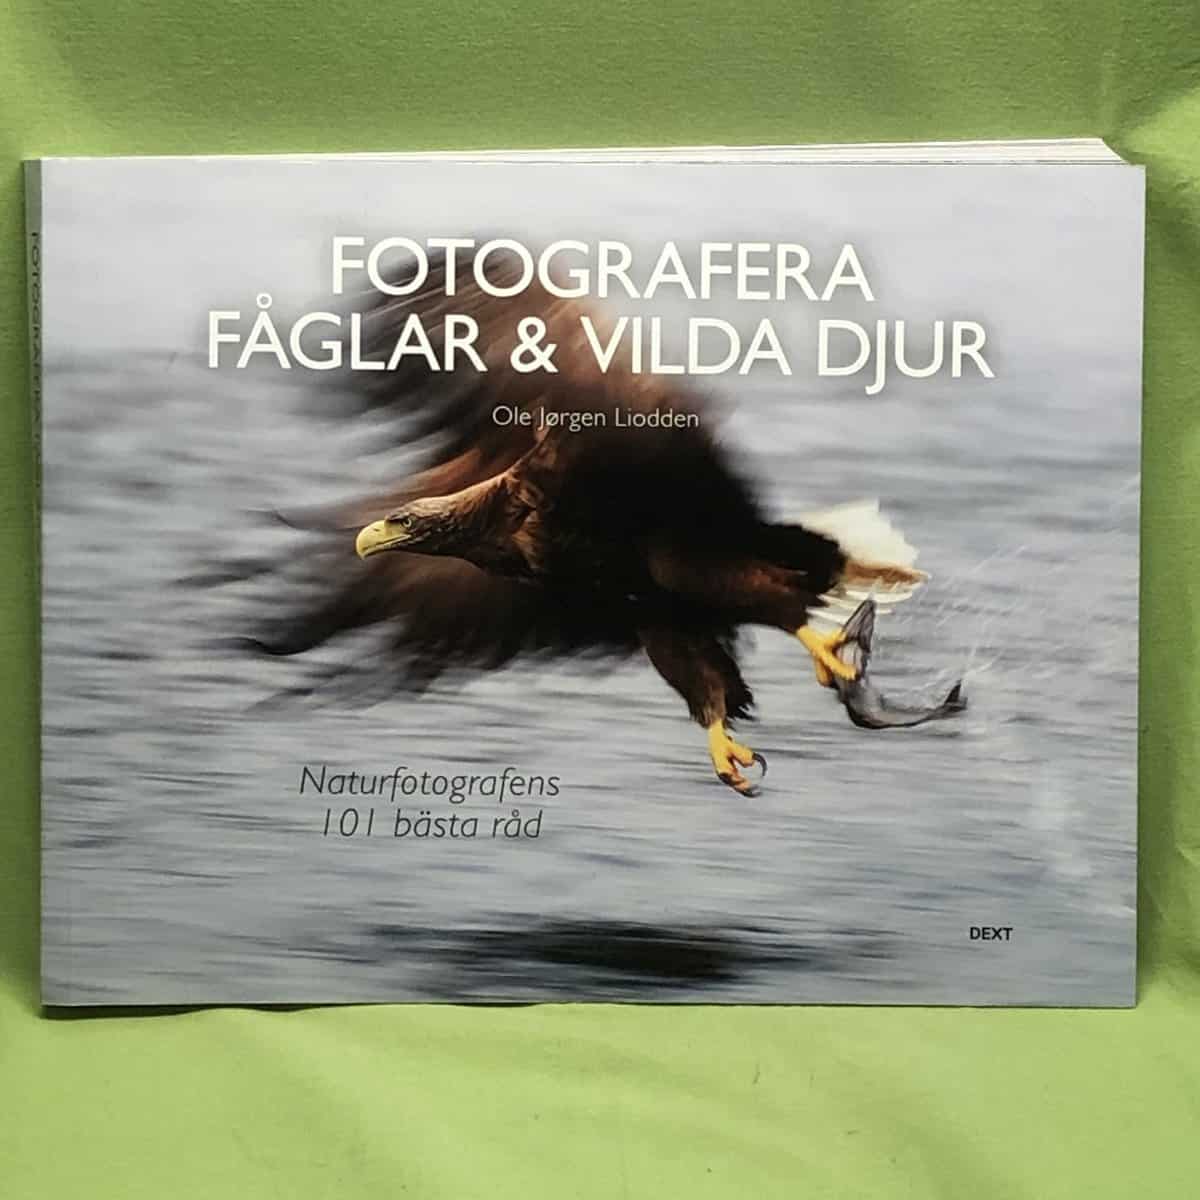 FOTOGRAFERA
FÅGLAR & VILDA DJUR
Ole Jørgen Liodden
Naturfotografens
101 bästa råd
DEXT